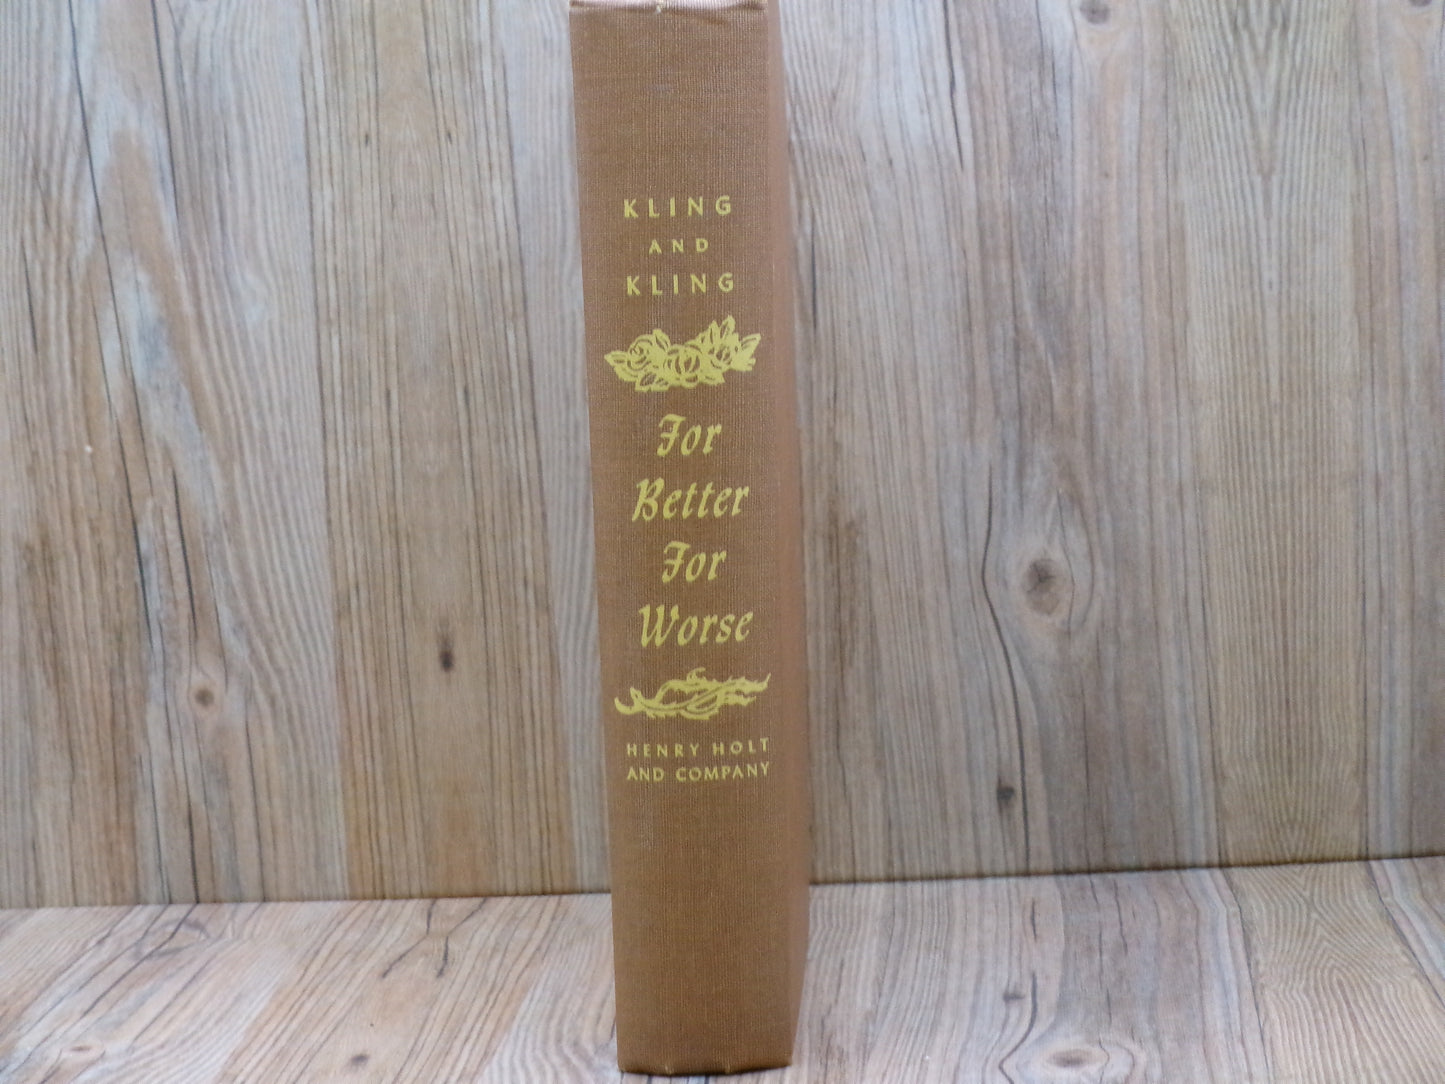 KLING
AND
KLING
For
Better
For
Worse
HENRY HOLT
AND COMPANY